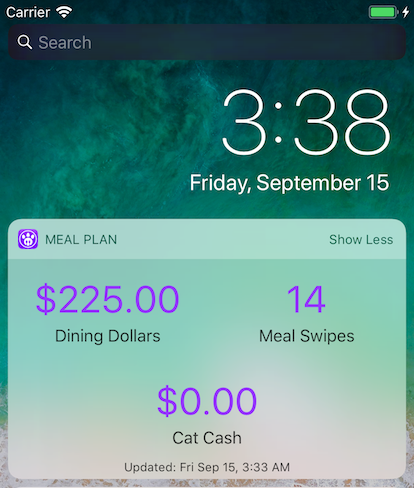 Carrier
Search
3:38
Friday, September 15
MEAL PLAN Show Less
$225.00 14
Dining Dollars Meal Swipes
$0.00
Cat Cash
Updated: Fri Sep 15, 3:33 AM